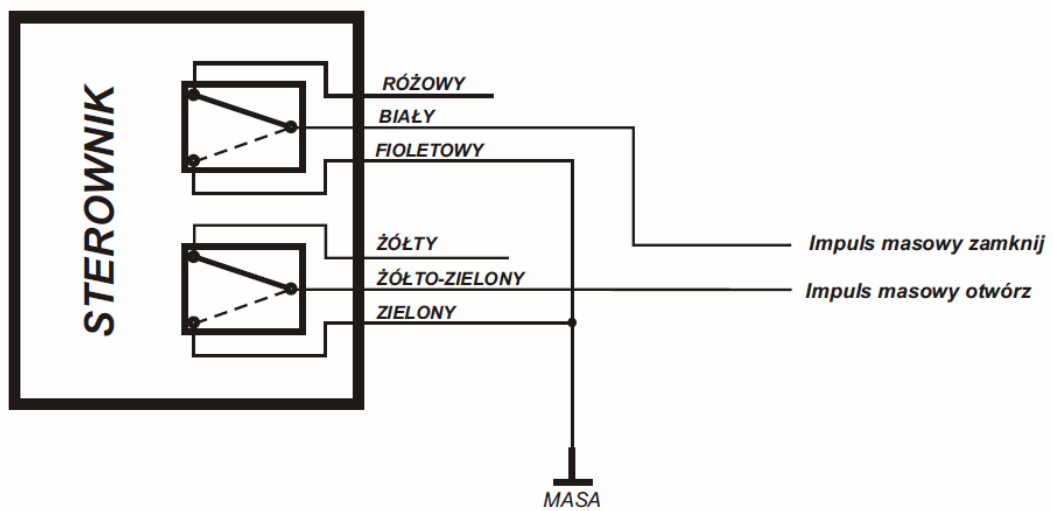 STEROWNIK
RÓŻOWY
BIAŁY
FIOLETOWY
ŻÓŁTY
ŻÓŁTO-ZIELONY
ZIELONY
Impuls masowy zamknij
Impuls masowy otwórz
MASA